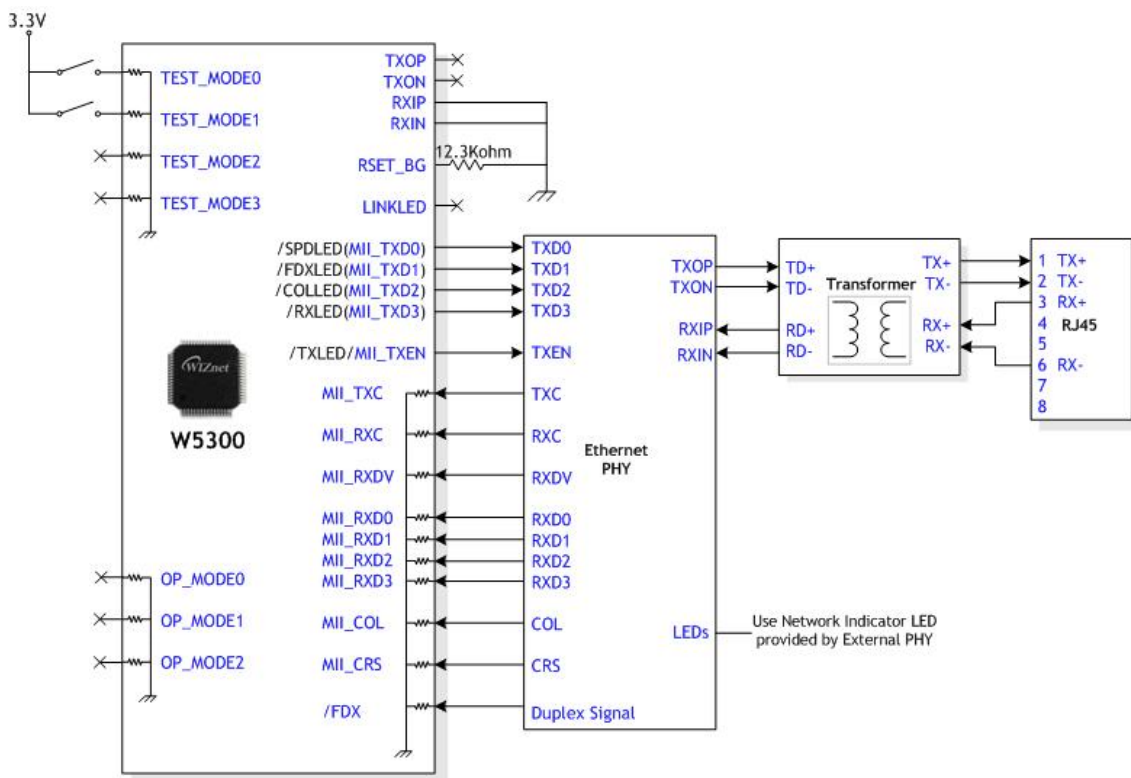 3.3V
TEST_MODE0
TEST_MODE1
TEST_MODE2
TEST_MODE3
TXOP
TXON
RXIP
RXIN
RSET_BG
12.3Kohm
LINKLED
/SPDLED(MII_TXD0)
/FDXLED(MII_TXD1)
/COLLED(MII_TXD2)
/RXLED(MII_TXD3)
/TXLED/MII_TXEN
WIZnet
W5300
MII_TXC
MII_RXC
MII_RXDV
MII_RXD0
MII_RXD1
MII_RXD2
MII_RXD3
MII_COL
MII_CRS
/FDX
OP_MODE0
OP_MODE1
OP_MODE2
TXD0
TXD1
TXD2
TXD3
TXEN
TXC
RXC
RXDV
RXD0
RXD1
RXD2
RXD3
COL
CRS
Duplex Signal
Ethernet
PHY
TXOP
TXON
RXIP
RXIN
LEDs
Use Network Indicator LED
provided by External PHY
TD+
TD-
RD+
RD-
Transformer
TX+
TX-
RX+
RX-
1 TX+
2 TX-
3 RX+
4
RJ45
5
6 RX-
7
8